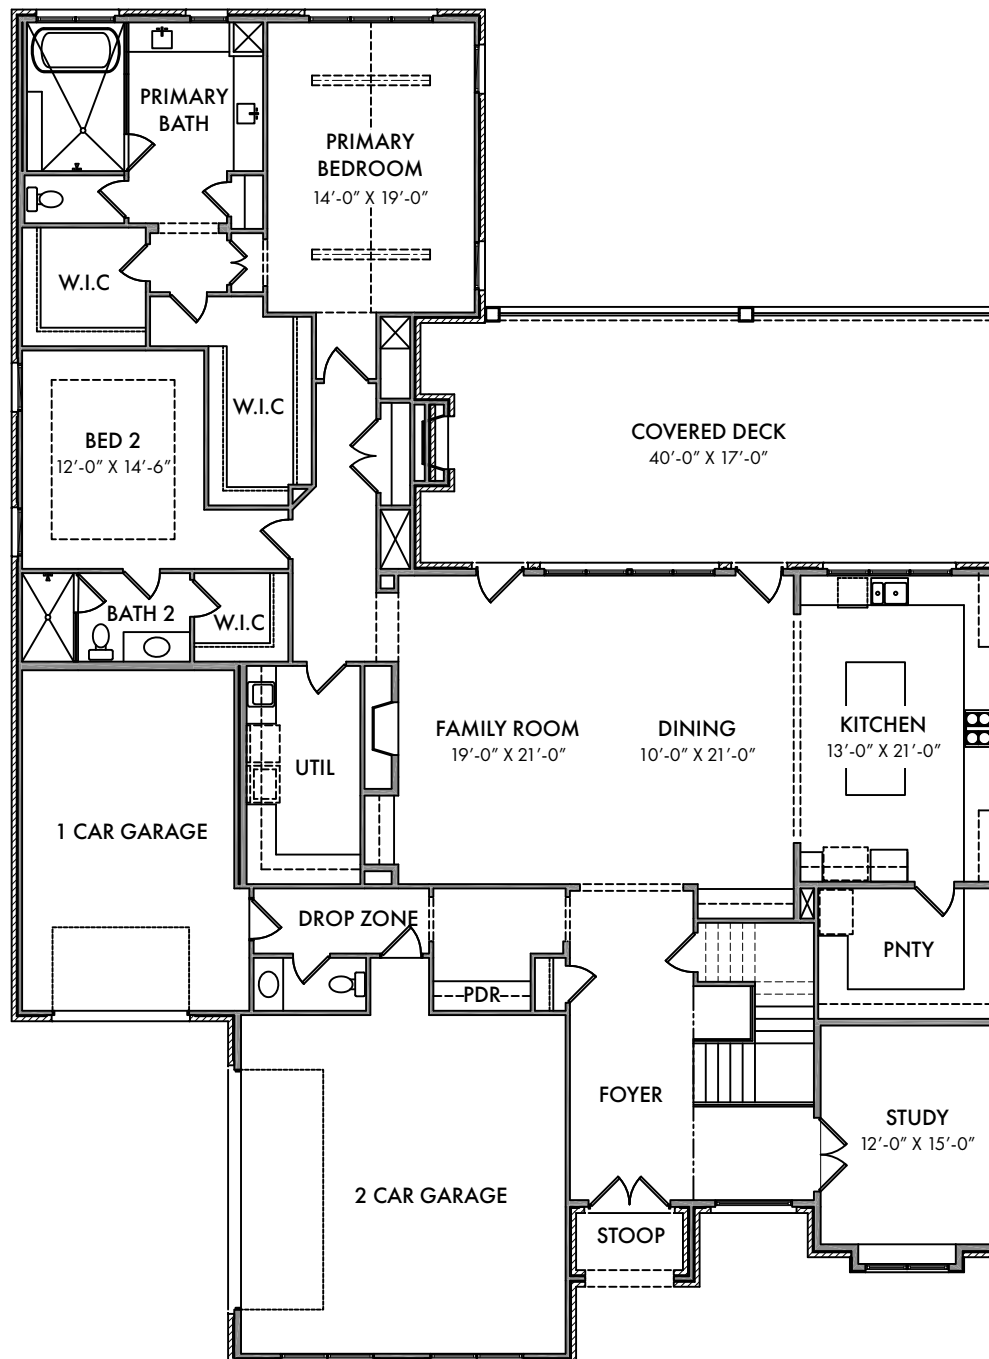 PRIMARY
BATH
PRIMARY
BEDROOM
14’-0” X 19’-0”
W.I.C
W.I.C
BED 2
12’-0” X 14’-6”
COVERED DECK
40’-0” X 17’-0”
BATH 2
W.I.C
FAMILY ROOM
19’-0” X 21’-0”
DINING
10’-0” X 21’-0”
KITCHEN
13’-0” X 21’-0”
UTIL
1 CAR GARAGE
DROP ZONE
PNTY
PDR
FOYER
STUDY
12’-0” X 15’-0”
2 CAR GARAGE
STOOP